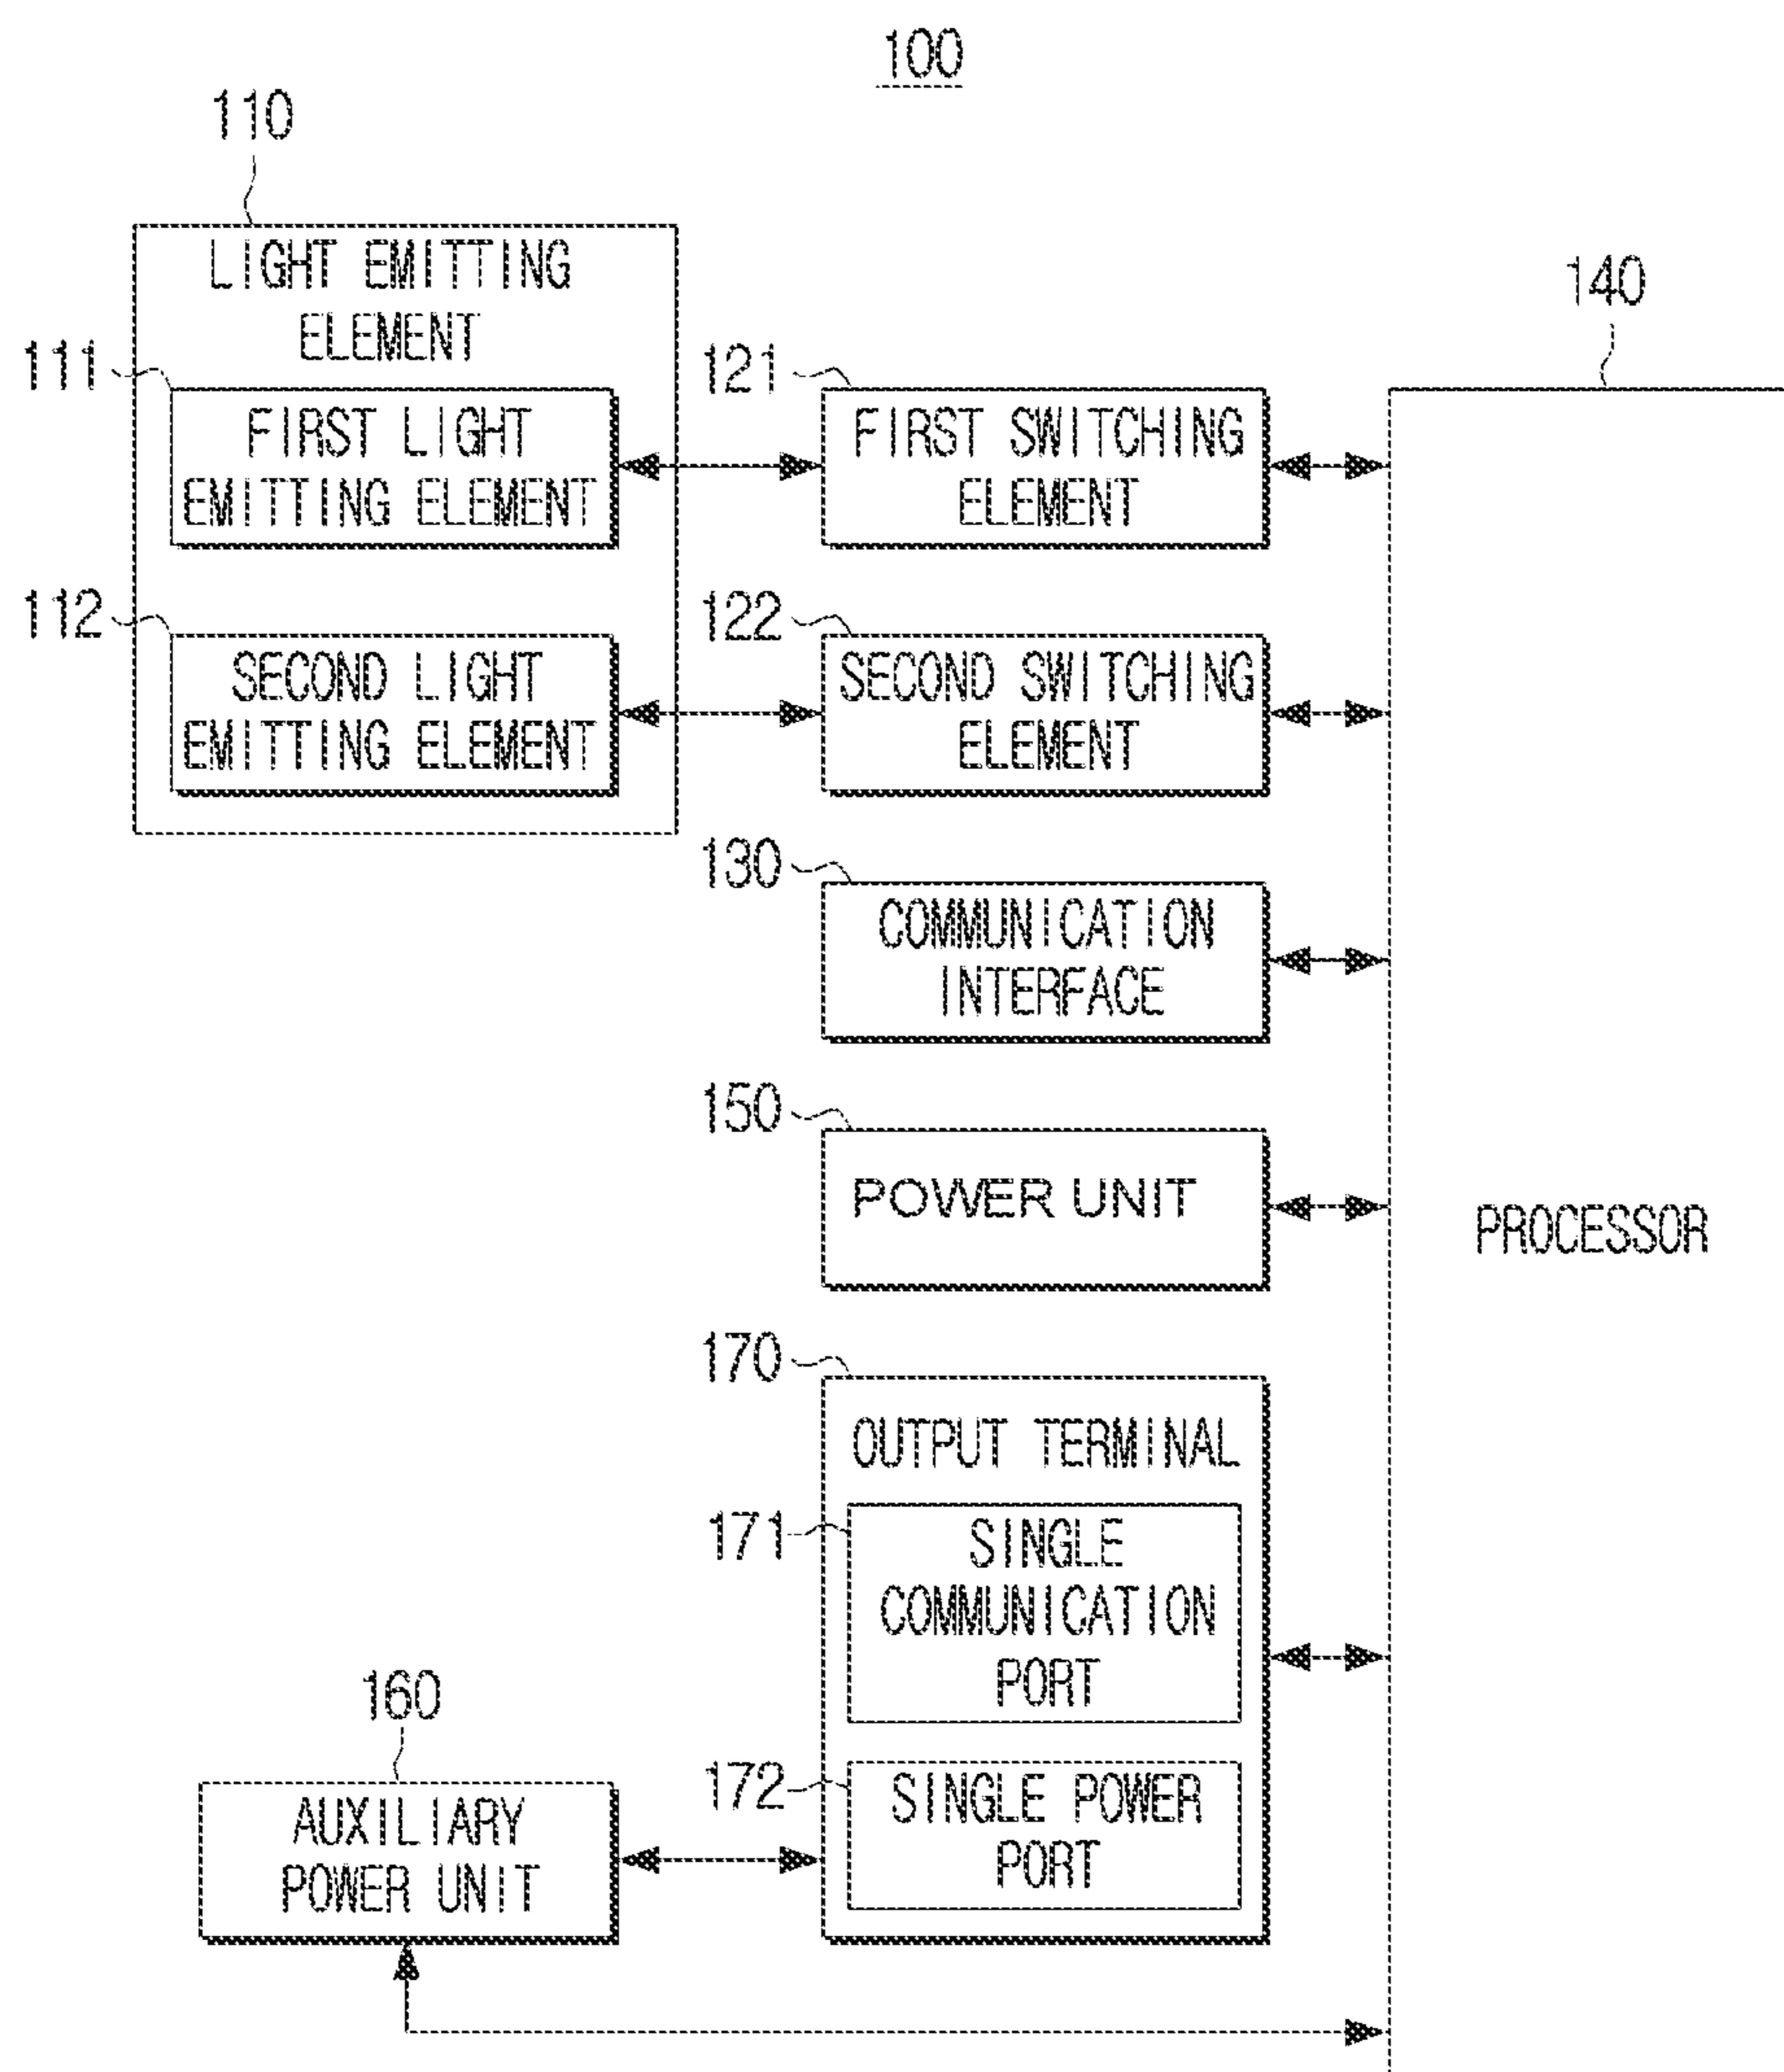 100
110
LIGHT EMITTING
ELEMENT
111
FIRST LIGHT
EMITTING ELEMENT
112
SECOND LIGHT
EMITTING ELEMENT
121
FIRST SWITCHING
ELEMENT
122
SECOND SWITCHING
ELEMENT
130
COMMUNICATION
INTERFACE
150
POWER UNIT
170
OUTPUT TERMINAL
171
SINGLE
COMMUNICATION
PORT
172
SINGLE POWER
PORT
160
AUXILIARY
POWER UNIT
140
PROCESSOR